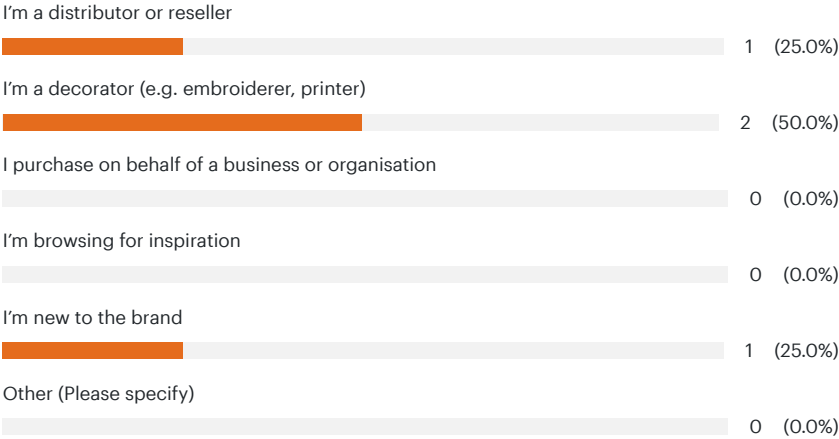 I’m a distributor or reseller
1 (25.0%)
I’m a decorator (e.g. embroiderer, printer)
2 (50.0%)
I purchase on behalf of a business or organisation
0 (0.0%)
I’m browsing for inspiration
0 (0.0%)
I’m new to the brand
1 (25.0%)
Other (Please specify)
0 (0.0%)